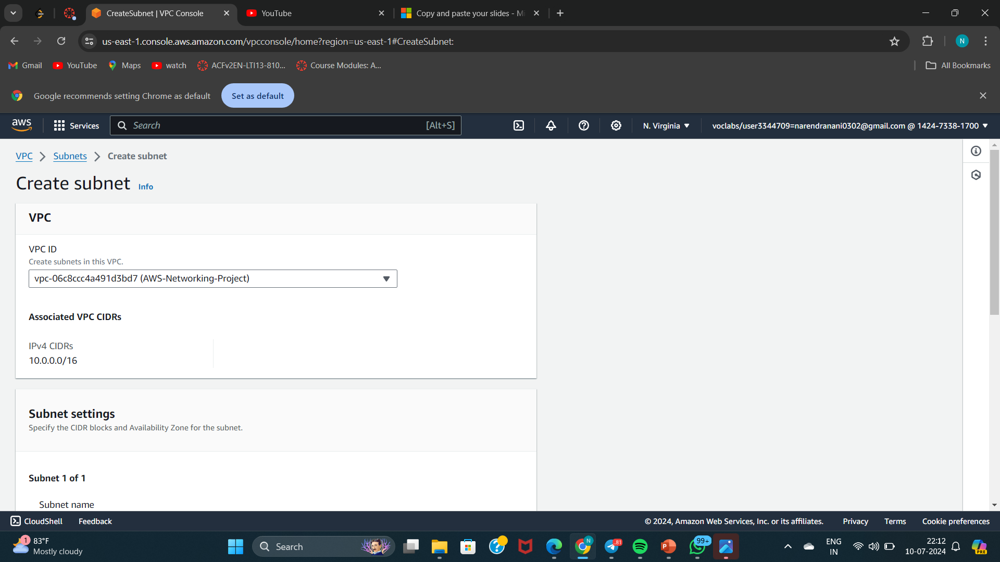 CreateSubnet | VPC Console
YouTube
Copy and paste your slides - Mi
us-east-1.console.aws.amazon.com/vpcconsole/home?region=us-east-1#CreateSubnet:
N
Gmail
YouTube
Maps
watch
ACFv2EN-LTI13-810...
Course Modules: A...
All Bookmarks
Google recommends setting Chrome as default
Set as default
aws
Services
Search
[Alt+S]
N. Virginia
voclabs/user3344709=narendranani0302@gmail.com @ 1424-7338-1700
VPC
Subnets
Create subnet
Create subnet
Info
VPC
VPC ID
Create subnets in this VPC.
vpc-06c8ccc4a491d3bd7 (AWS-Networking-Project)
Associated VPC CIDRs
IPv4 CIDRs
10.0.0.0/16
Subnet settings
Specify the CIDR blocks and Availability Zone for the subnet.
Subnet 1 of 1
Subnet name
CloudShell
Feedback
© 2024, Amazon Web Services, Inc. or its affiliates.
Privacy
Terms
Cookie preferences
1
83°F
Mostly cloudy
Search
N
81
P
99+
ENG
IN
22:12
10-07-2024
PRE